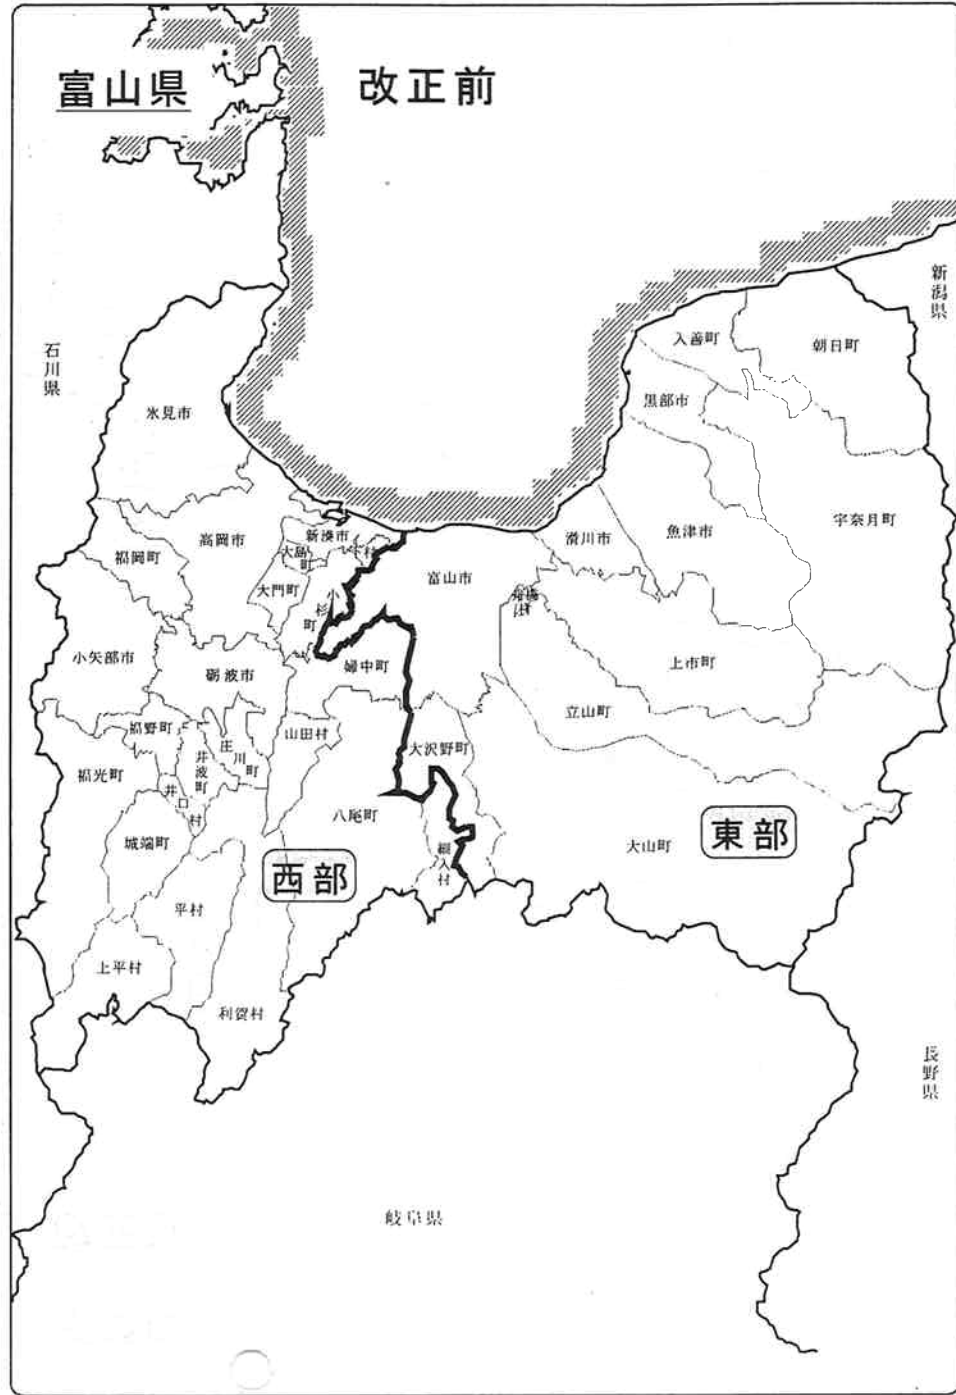 富山県
改正前
新潟県
石川県
入善町
朝日町
氷見市
黒部市
宇奈月町
魚津市
滑川市
新湊市
高岡市
大島町
下村
福岡町
富山市
大門町
小杉町
舟橋村
小矢部市
婦中町
上市町
砺波市
立山町
福野町
山田村
庄川町
大沢野町
福光町
井波町
井口村
八尾町
城端町
東部
大山町
細入村
西部
平村
上平村
利賀村
長野県
岐阜県